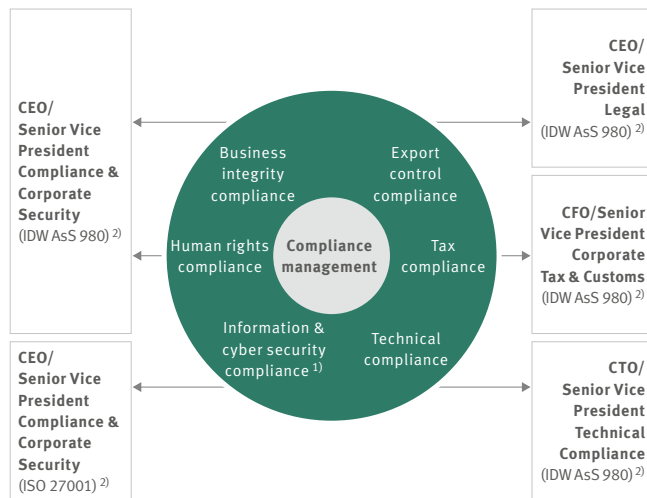 CEO/
Senior Vice
President
Compliance &
Corporate
Security
(IDW AsS 980) 2)
CEO/
Senior Vice
President
Compliance &
Corporate
Security
(ISO 27001) 2)
Business
integrity
compliance
Export
control
compliance
Human rights
compliance
Compliance
management
Tax
compliance
Information &
cyber security
compliance 1)
Technical
compliance
CEO/
Senior Vice
President
Legal
(IDW AsS 980) 2)
CFO/Senior
Vice President
Corporate
Tax & Customs
(IDW AsS 980) 2)
CTO/
Senior Vice
President
Technical
Compliance
(IDW AsS 980) 2)